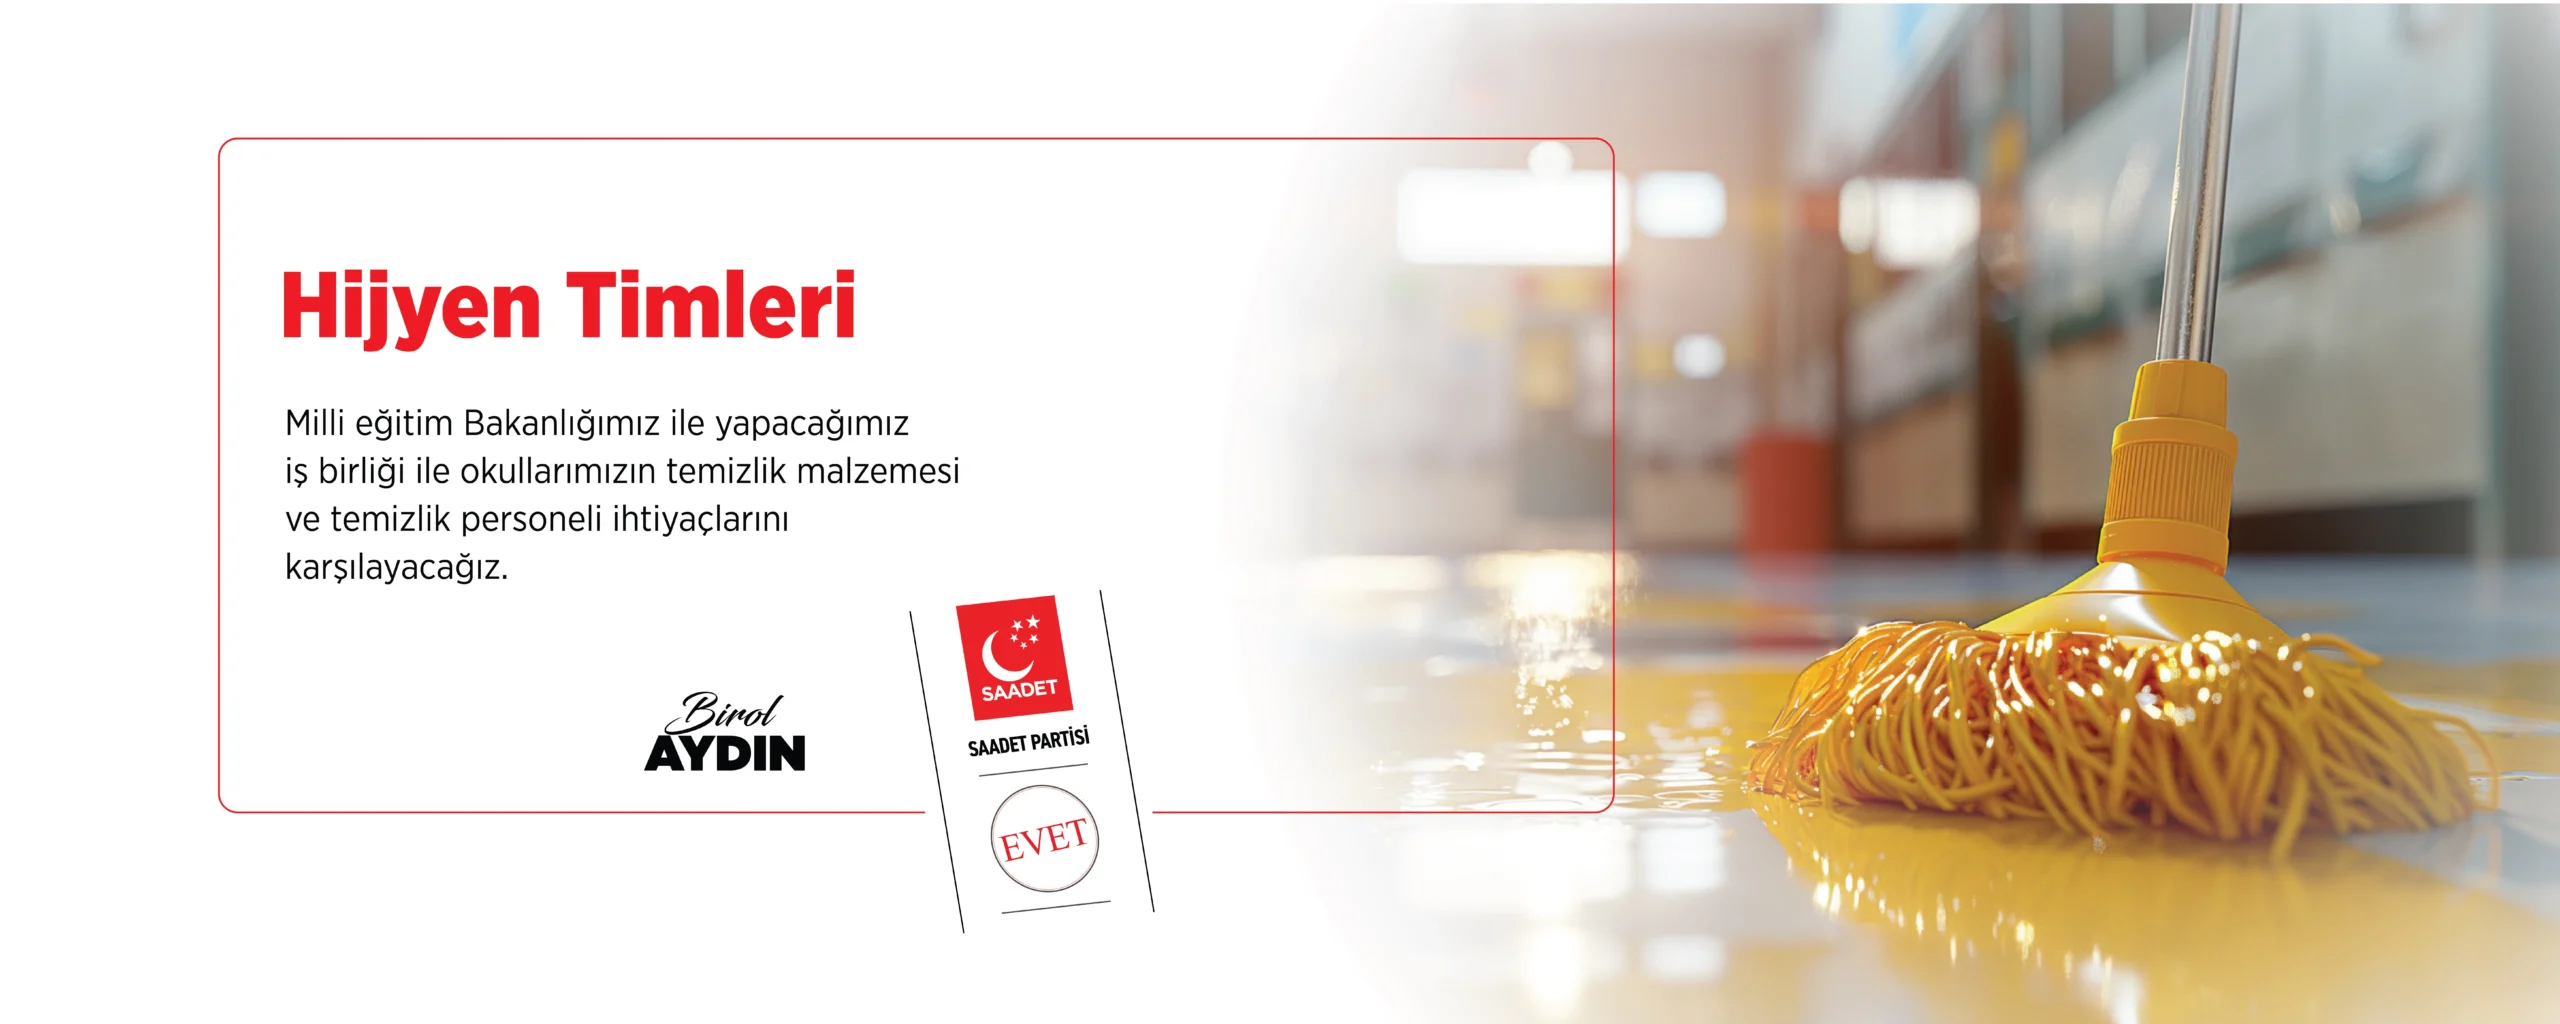 Hijyen Timleri
Milli eğitim Bakanlığımız ile yapacağımız
iş birliği ile okullarımızın temizlik malzemesi
ve temizlik personeli ihtiyaçlarını
karşılayacağız.
Birol
AYDIN
SAADET
SAADET PARTİSİ
EVET